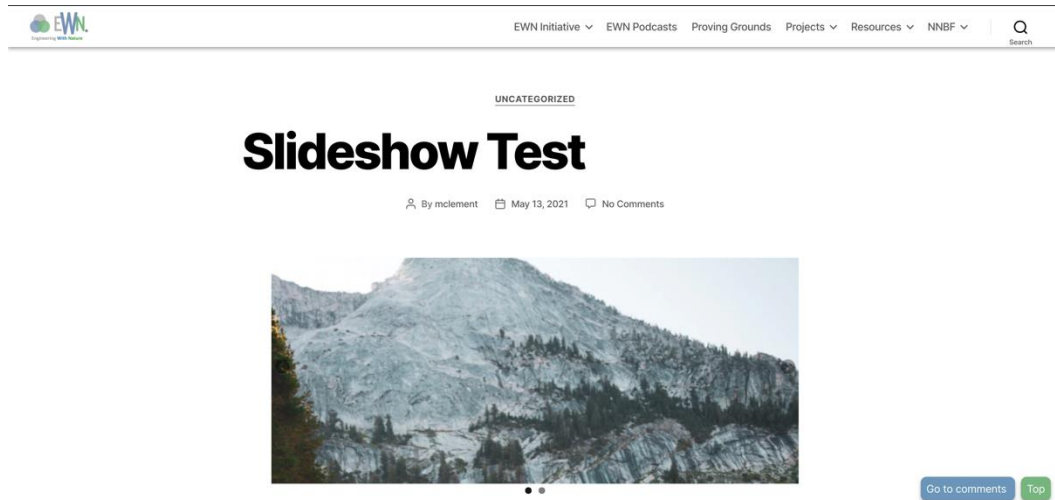 EWN.
Engineering With Nature
EWN Initiative EWN Podcasts Proving Grounds Projects Resources NNBF
Search
UNCATEGORIZED
Slideshow Test
By mclement May 13, 2021 No Comments
Go to comments Top